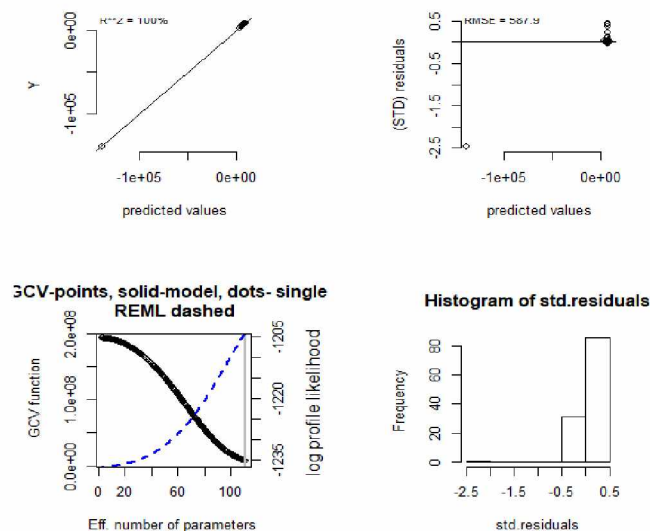 R**2 = 100%
Y
0e+00
-1e+05
-1e+05 0e+00
predicted values
RMSE = 587.9
(STD) residuals
0.5
-0.5
-1.5
-2.5
-1e+05 0e+00
predicted values
GCV-points, solid-model, dots- single
REML dashed
GCV function
2.0e+08
1.0e+08
0.0e+00
-1205
-1220
-1235
log profile likelihood
0 20 60 100
Eff. number of parameters
Histogram of std.residuals
Frequency
80
60
40
20
0
-2.5 -1.5 -0.5 0.5
std.residuals